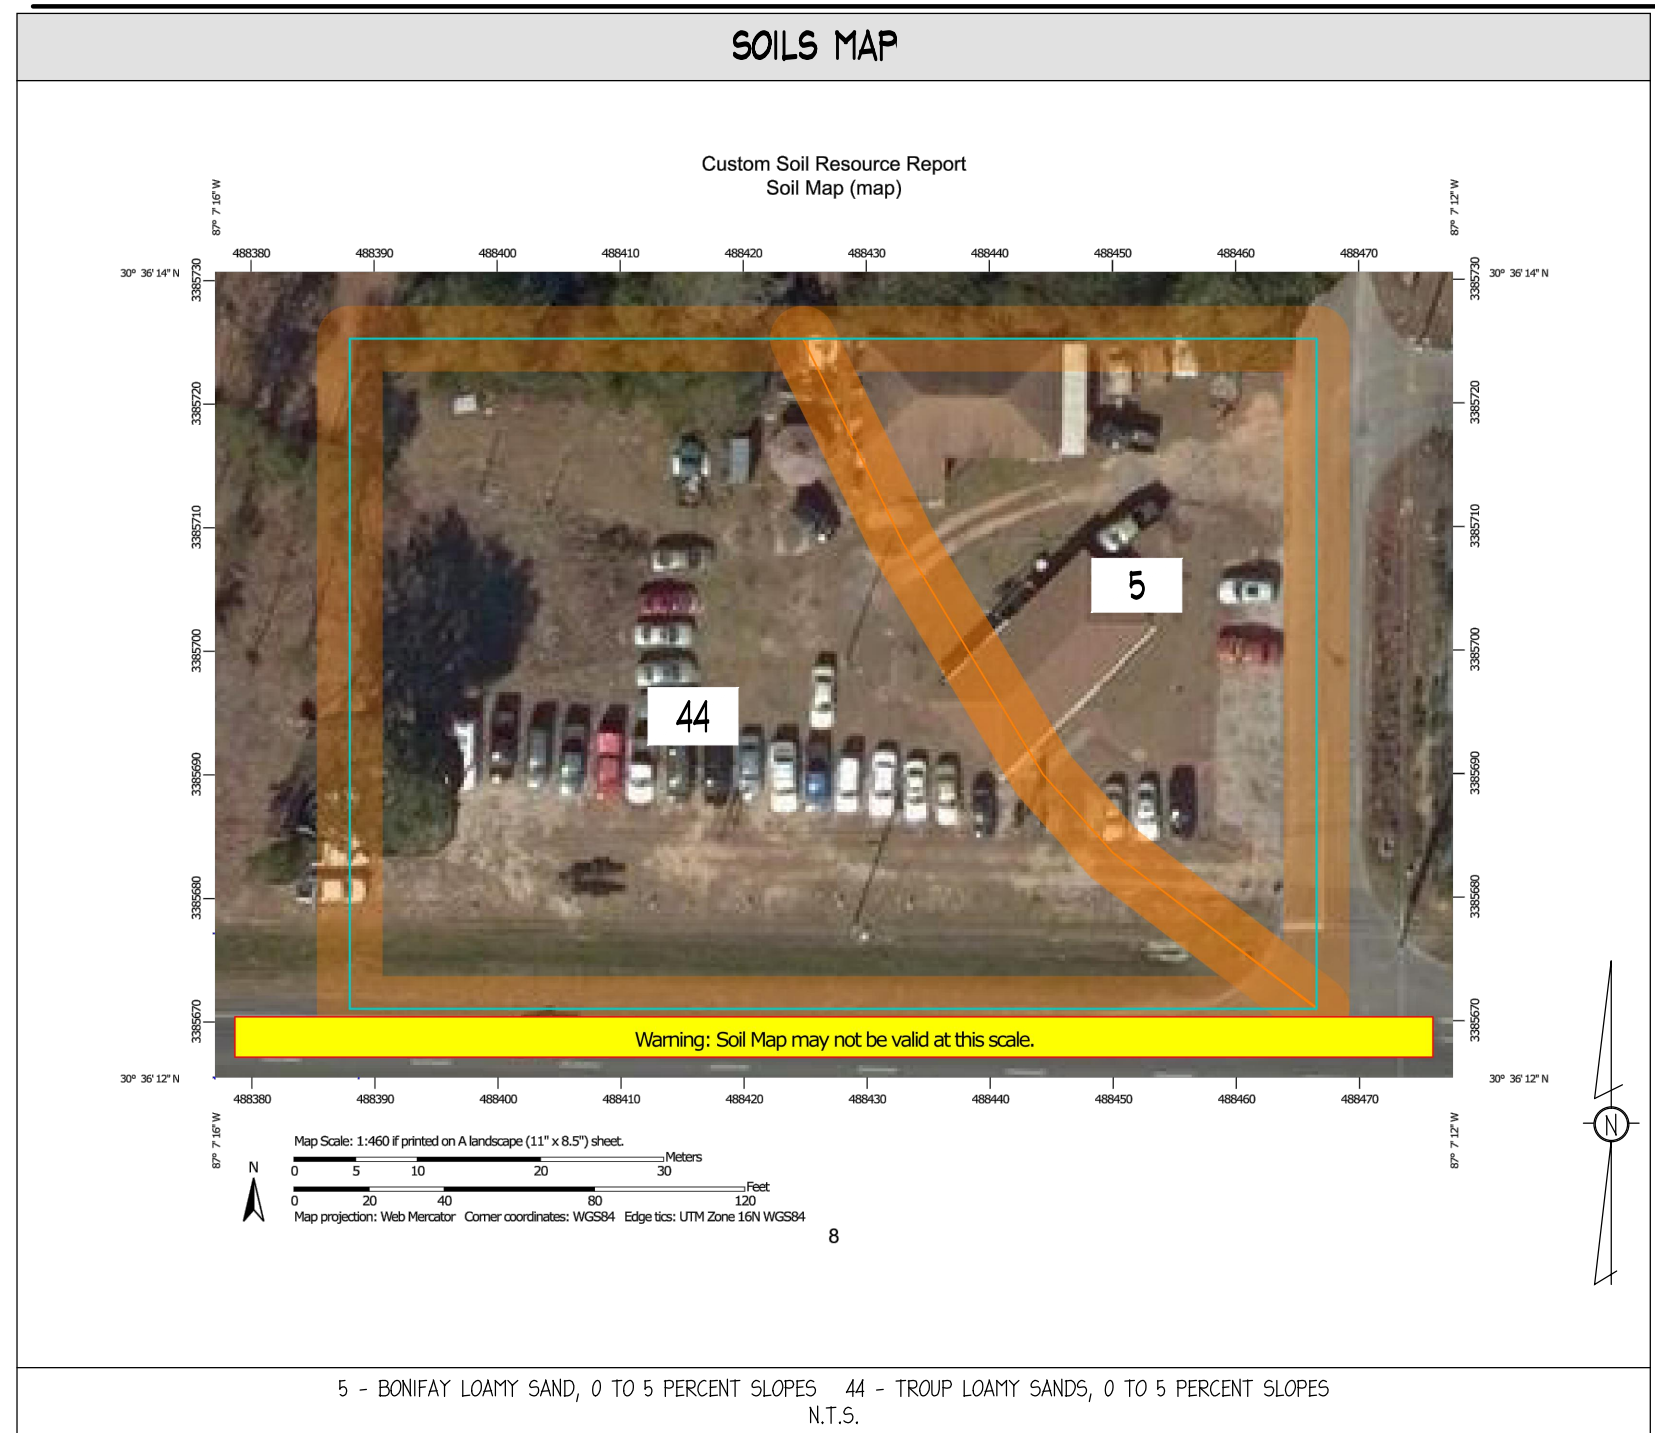 SOILS MAP
Custom Soil Resource Report
Soil Map (map)
87° 7' 16" W
87° 7' 12" W
488380 488390 488400 488410 488420 488430 488440 488450 488460 488470
30° 36' 14" N
30° 36' 14" N
3385730
3385730
3385720
3385720
3385710
3385710
5
3385700
3385700
44
3385690
3385690
3385680
3385680
3385670
3385670
Warning: Soil Map may not be valid at this scale.
30° 36' 12" N
30° 36' 12" N
488380 488390 488400 488410 488420 488430 488440 488450 488460 488470
87° 7' 16" W
87° 7' 12" W
N
Map Scale: 1:460 if printed on A landscape (11" x 8.5") sheet.
Meters
0 5 10 20 30
N
Feet
0 20 40 80 120
Map projection: Web Mercator Corner coordinates: WGS84 Edge tics: UTM Zone 16N WGS84
8
5 - BONIFAY LOAMY SAND, 0 TO 5 PERCENT SLOPES 44 - TROUP LOAMY SANDS, 0 TO 5 PERCENT SLOPES
N.T.S.